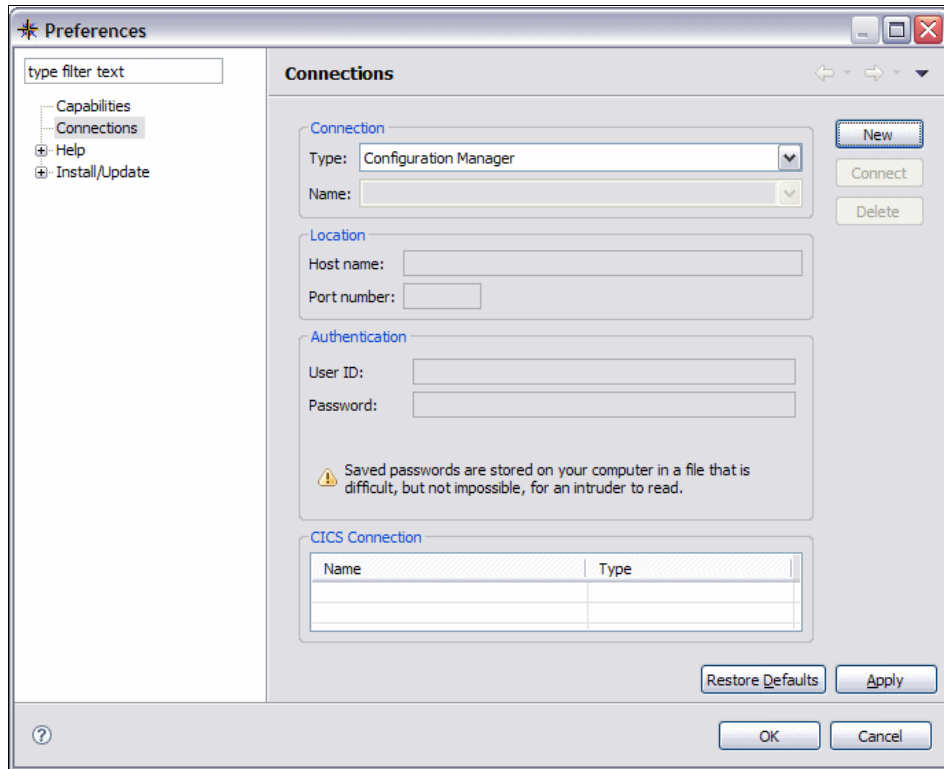 Preferences
type filter text
Capabilities
Connections
Help
Install/Update
Connections
Connection
Type: Configuration Manager
Name:
New
Connect
Delete
Location
Host name:
Port number:
Authentication
User ID:
Password:
Saved passwords are stored on your computer in a file that is
difficult, but not impossible, for an intruder to read.
CICS Connection
Name Type
Restore Defaults Apply
OK Cancel